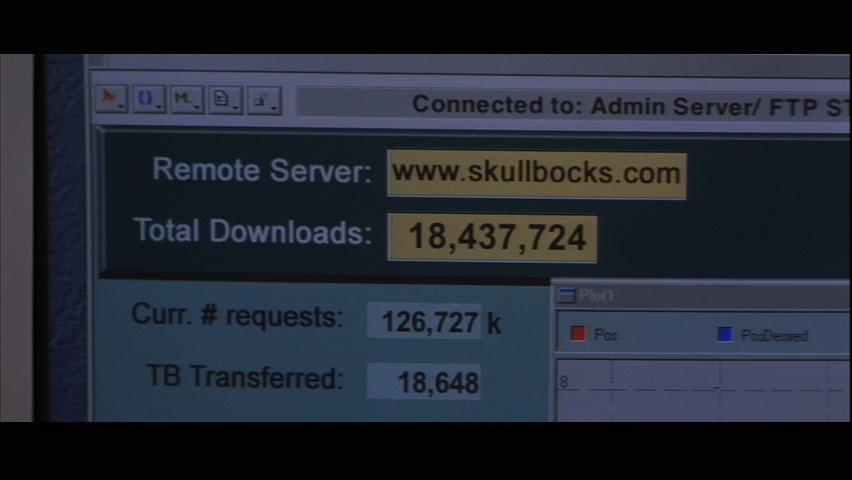 Connected to: Admin Server/ FTP ST
Remote Server: www.skullbocks.com
Total Downloads: 18,437,724
Curr. # requests: 126,727 k
TB Transferred: 18,648
Plot1
Pos PosDesired
8